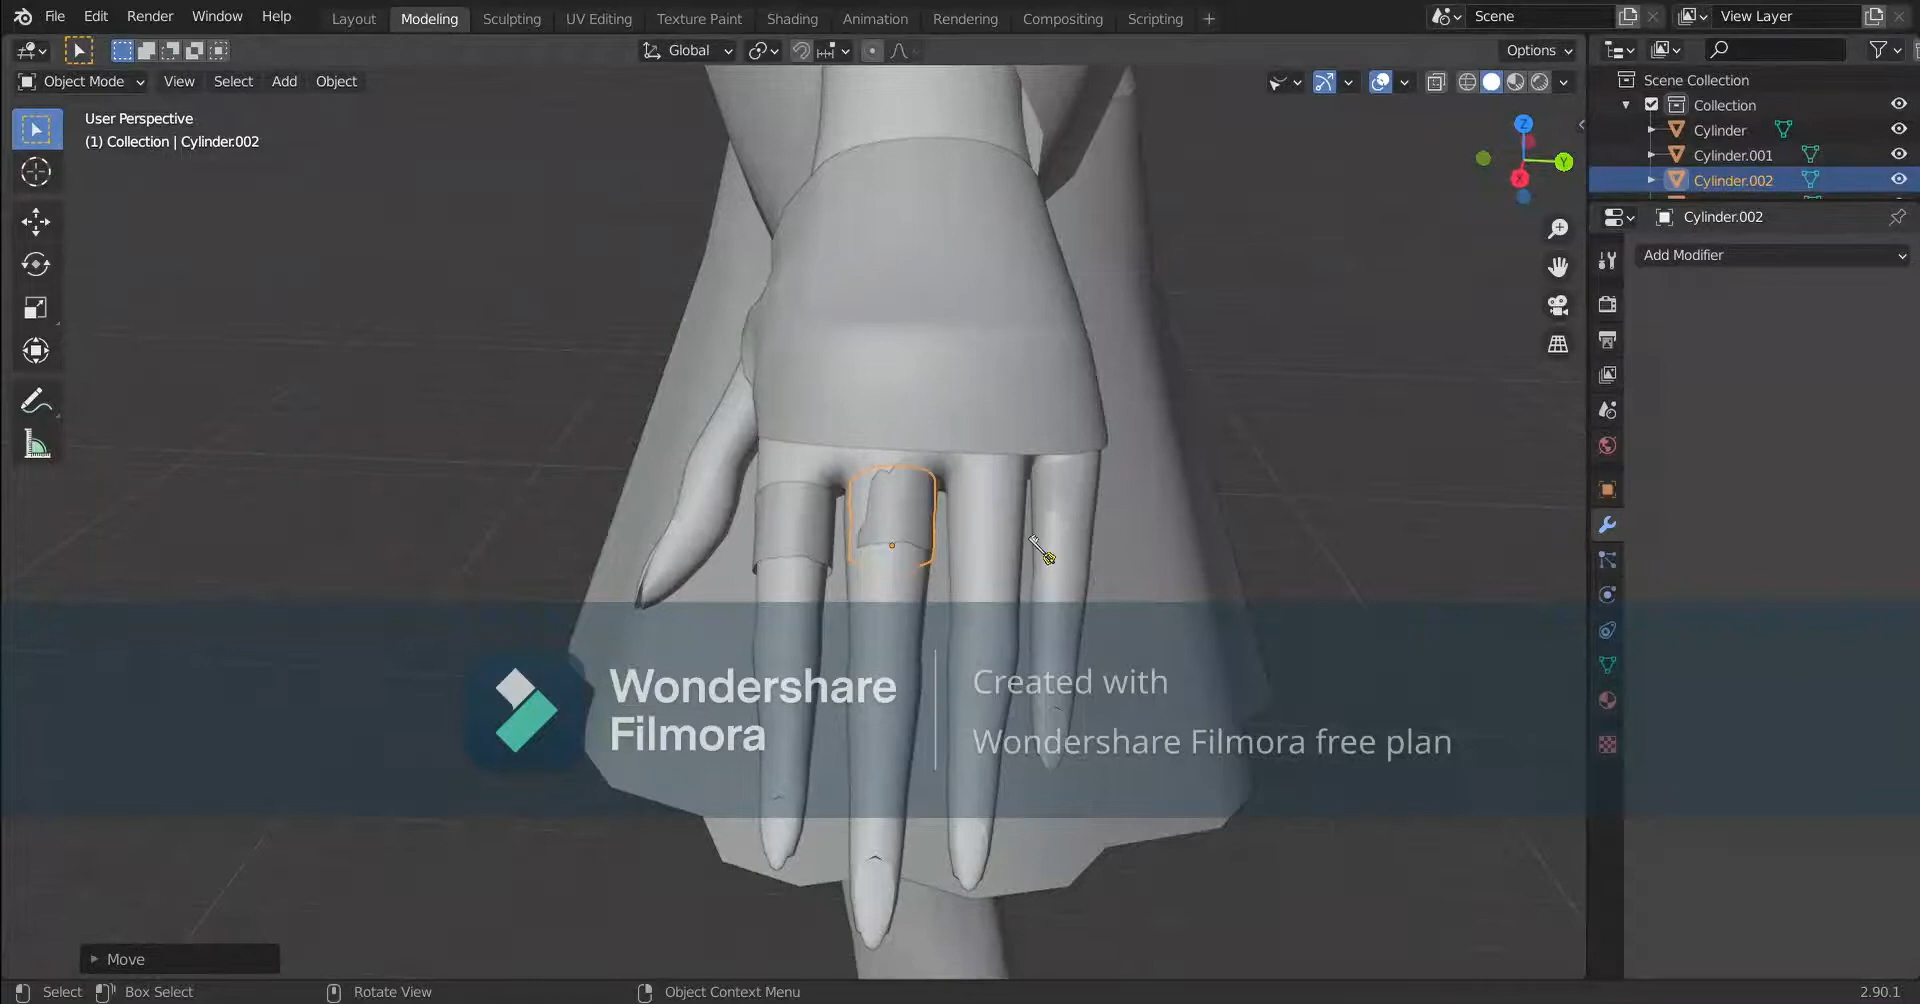 File Edit Render Window Help Layout Modeling Sculpting UV Editing Texture Paint Shading Animation Rendering Compositing Scripting + Scene View Layer
Global Options
Object Mode View Select Add Object
User Perspective
(1) Collection | Cylinder.002
Z
Y
X
Scene Collection
Collection
Cylinder
Cylinder.001
Cylinder.002
Cylinder.002
Add Modifier
Wondershare
Filmora
Created with
Wondershare Filmora free plan
Move
Select Box Select Rotate View Object Context Menu 2.90.1